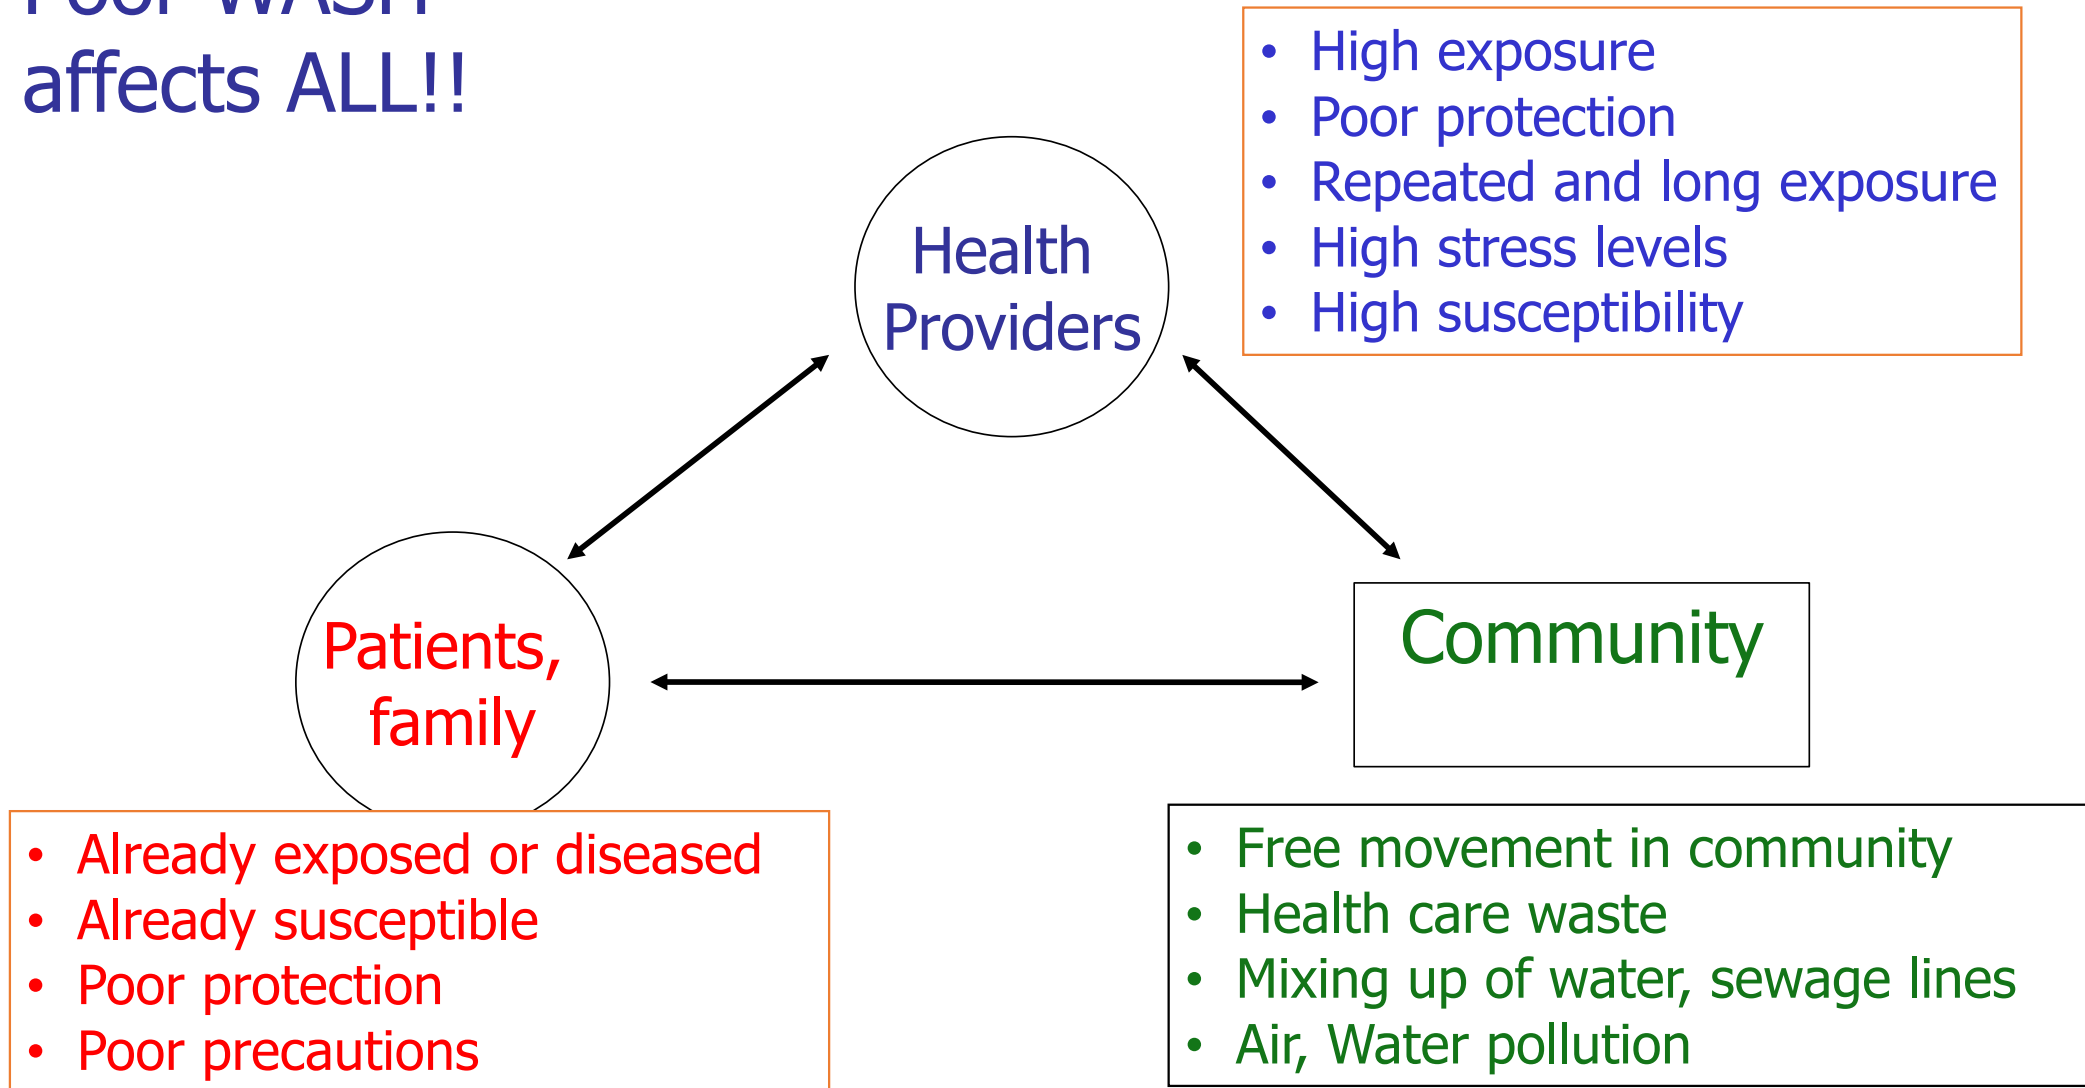 Poor WASH
affects ALL!!
• High exposure
• Poor protection
• Repeated and long exposure
• High stress levels
• High susceptibility
Health
Providers
Patients,
family
Community
• Already exposed or diseased
• Already susceptible
• Poor protection
• Poor precautions
• Free movement in community
• Health care waste
• Mixing up of water, sewage lines
• Air, Water pollution